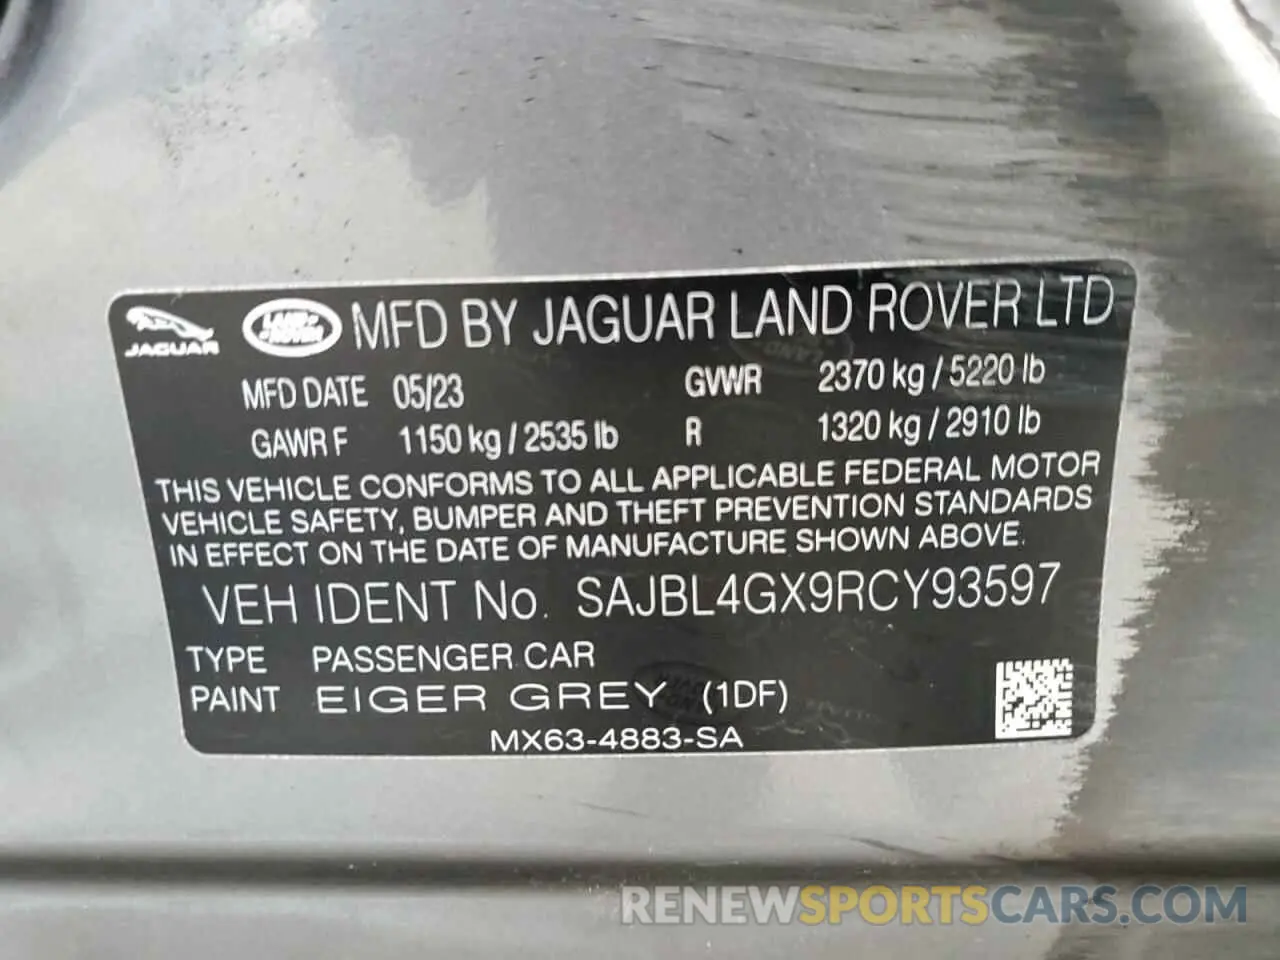 JAGUAR LAND ROVER MFD BY JAGUAR LAND ROVER LTD
MFD DATE 05/23 GVWR 2370 kg / 5220 lb
GAWR F 1150 kg / 2535 lb R 1320 kg / 2910 lb
THIS VEHICLE CONFORMS TO ALL APPLICABLE FEDERAL MOTOR
VEHICLE SAFETY, BUMPER AND THEFT PREVENTION STANDARDS
IN EFFECT ON THE DATE OF MANUFACTURE SHOWN ABOVE.
VEH IDENT No. SAJBL4GX9RCY93597
TYPE PASSENGER CAR
PAINT EIGER GREY (1DF)
MX63-4883-SA
RENEWSPORTSCARS.COM